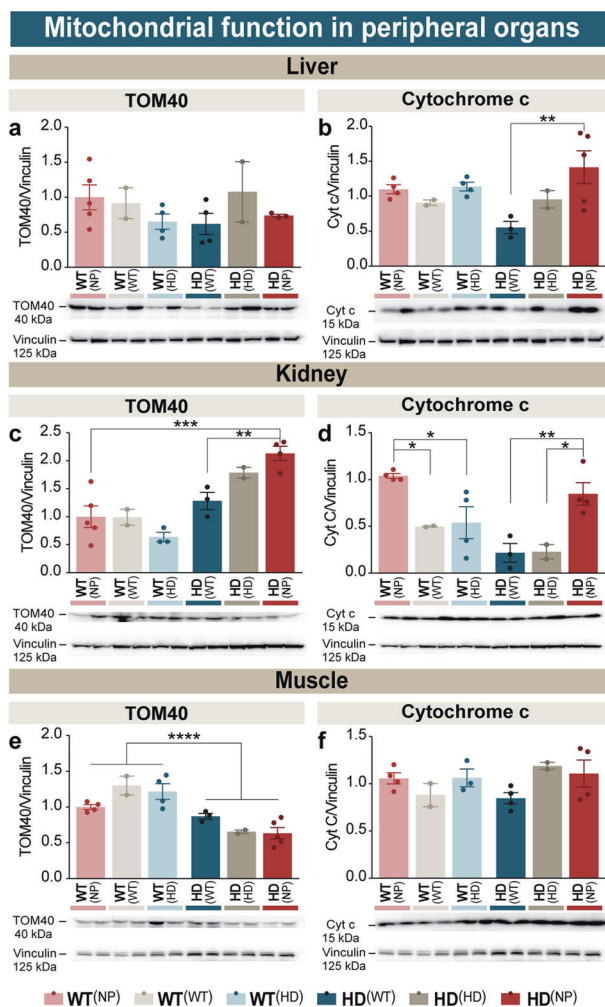 Mitochondrial function in peripheral organs
Liver
TOM40
Cytochrome c
a
TOM40/Vinculin
2.0
1.5
1.0
0.5
0.0
WT (NP)
WT (WT)
WT (HD)
HD (WT)
HD (HD)
HD (NP)
TOM40
40 kDa
Vinculin
125 kDa
b
Cyt c/Vinculin
2.0
1.5
1.0
0.5
0.0
**
WT (NP)
WT (WT)
WT (HD)
HD (WT)
HD (HD)
HD (NP)
Cyt c
15 kDa
Vinculin
125 kDa
Kidney
TOM40
Cytochrome c
c
TOM40/Vinculin
2.5
2.0
1.5
1.0
0.5
0.0
***
**
WT (NP)
WT (WT)
WT (HD)
HD (WT)
HD (HD)
HD (NP)
TOM40
40 kDa
Vinculin
125 kDa
d
Cyt C/Vinculin
1.5
1.0
0.5
0.0
*
*
**
*
WT (NP)
WT (WT)
WT (HD)
HD (WT)
HD (HD)
HD (NP)
Cyt c
15 kDa
Vinculin
125 kDa
Muscle
TOM40
Cytochrome c
e
TOM40/Vinculin
2.0
1.5
1.0
0.5
0.0
****
WT (NP)
WT (WT)
WT (HD)
HD (WT)
HD (HD)
HD (NP)
TOM40
40 kDa
Vinculin
125 kDa
f
Cyt C/Vinculin
1.5
1.0
0.5
0.0
WT (NP)
WT (WT)
WT (HD)
HD (WT)
HD (HD)
HD (NP)
Cyt c
15 kDa
Vinculin
125 kDa
WT(NP) WT(WT) WT(HD) HD(WT) HD(HD) HD(NP)